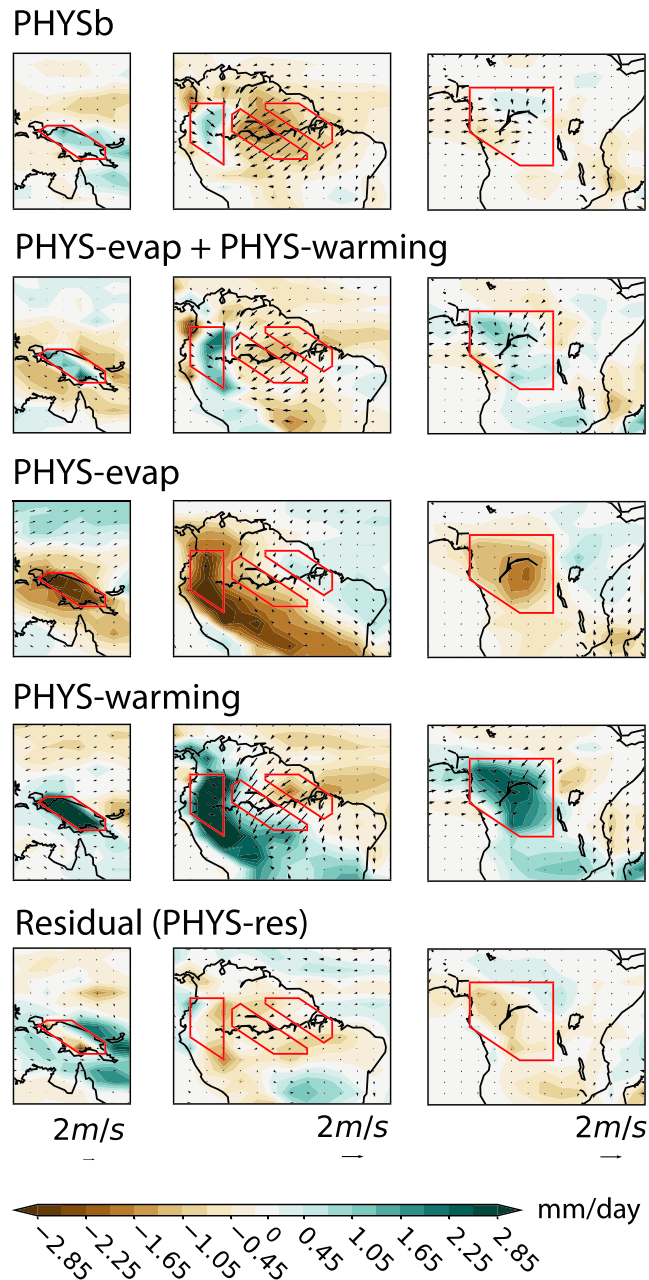 PHYSb
PHYS-evap + PHYS-warming
PHYS-evap
PHYS-warming
Residual (PHYS-res)
2m/s 2m/s 2m/s
mm/day
−2.85 −2.25 −1.65 −1.05 −0.45 0 0.45 1.05 1.65 2.25 2.85